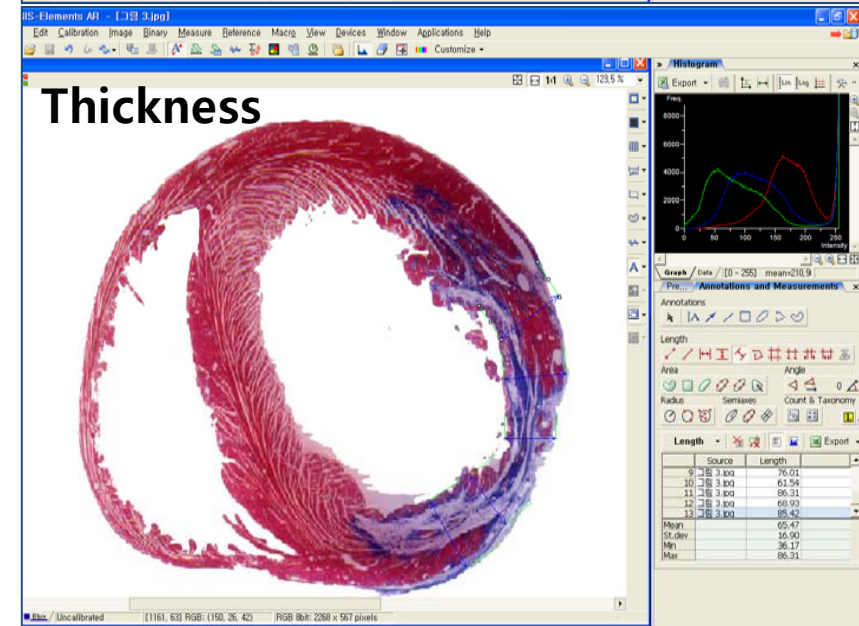 IIS-Elements AR - [그림 3.jpg]
Edit Calibration Image Binary Measure Reference Macro View Devices Window Applications Help
Customize
1:1 123,5 %
Thickness
Histogram
Export Lin Log
Freq.
8000
6000
4000
2000
0
0 50 100 150 200 250
Intensity
Graph Data [0 - 255] mean=210,9
Pre... Annotations and Measurements
Annotations
Length
Area Angle
Radius Semiaxes Count & Taxonomy
Length Export
Source Length
9 그림 3.jpg 76.01
10 그림 3.jpg 61.54
11 그림 3.jpg 86.31
12 그림 3.jpg 68.93
13 그림 3.jpg 85.42
Mean 65.47
St.dev 16.90
Min 36.17
Max 86.31
Uncalibrated [1161, 63] RGB: (150, 26, 42) RGB 8bit: 2268 x 567 pixels